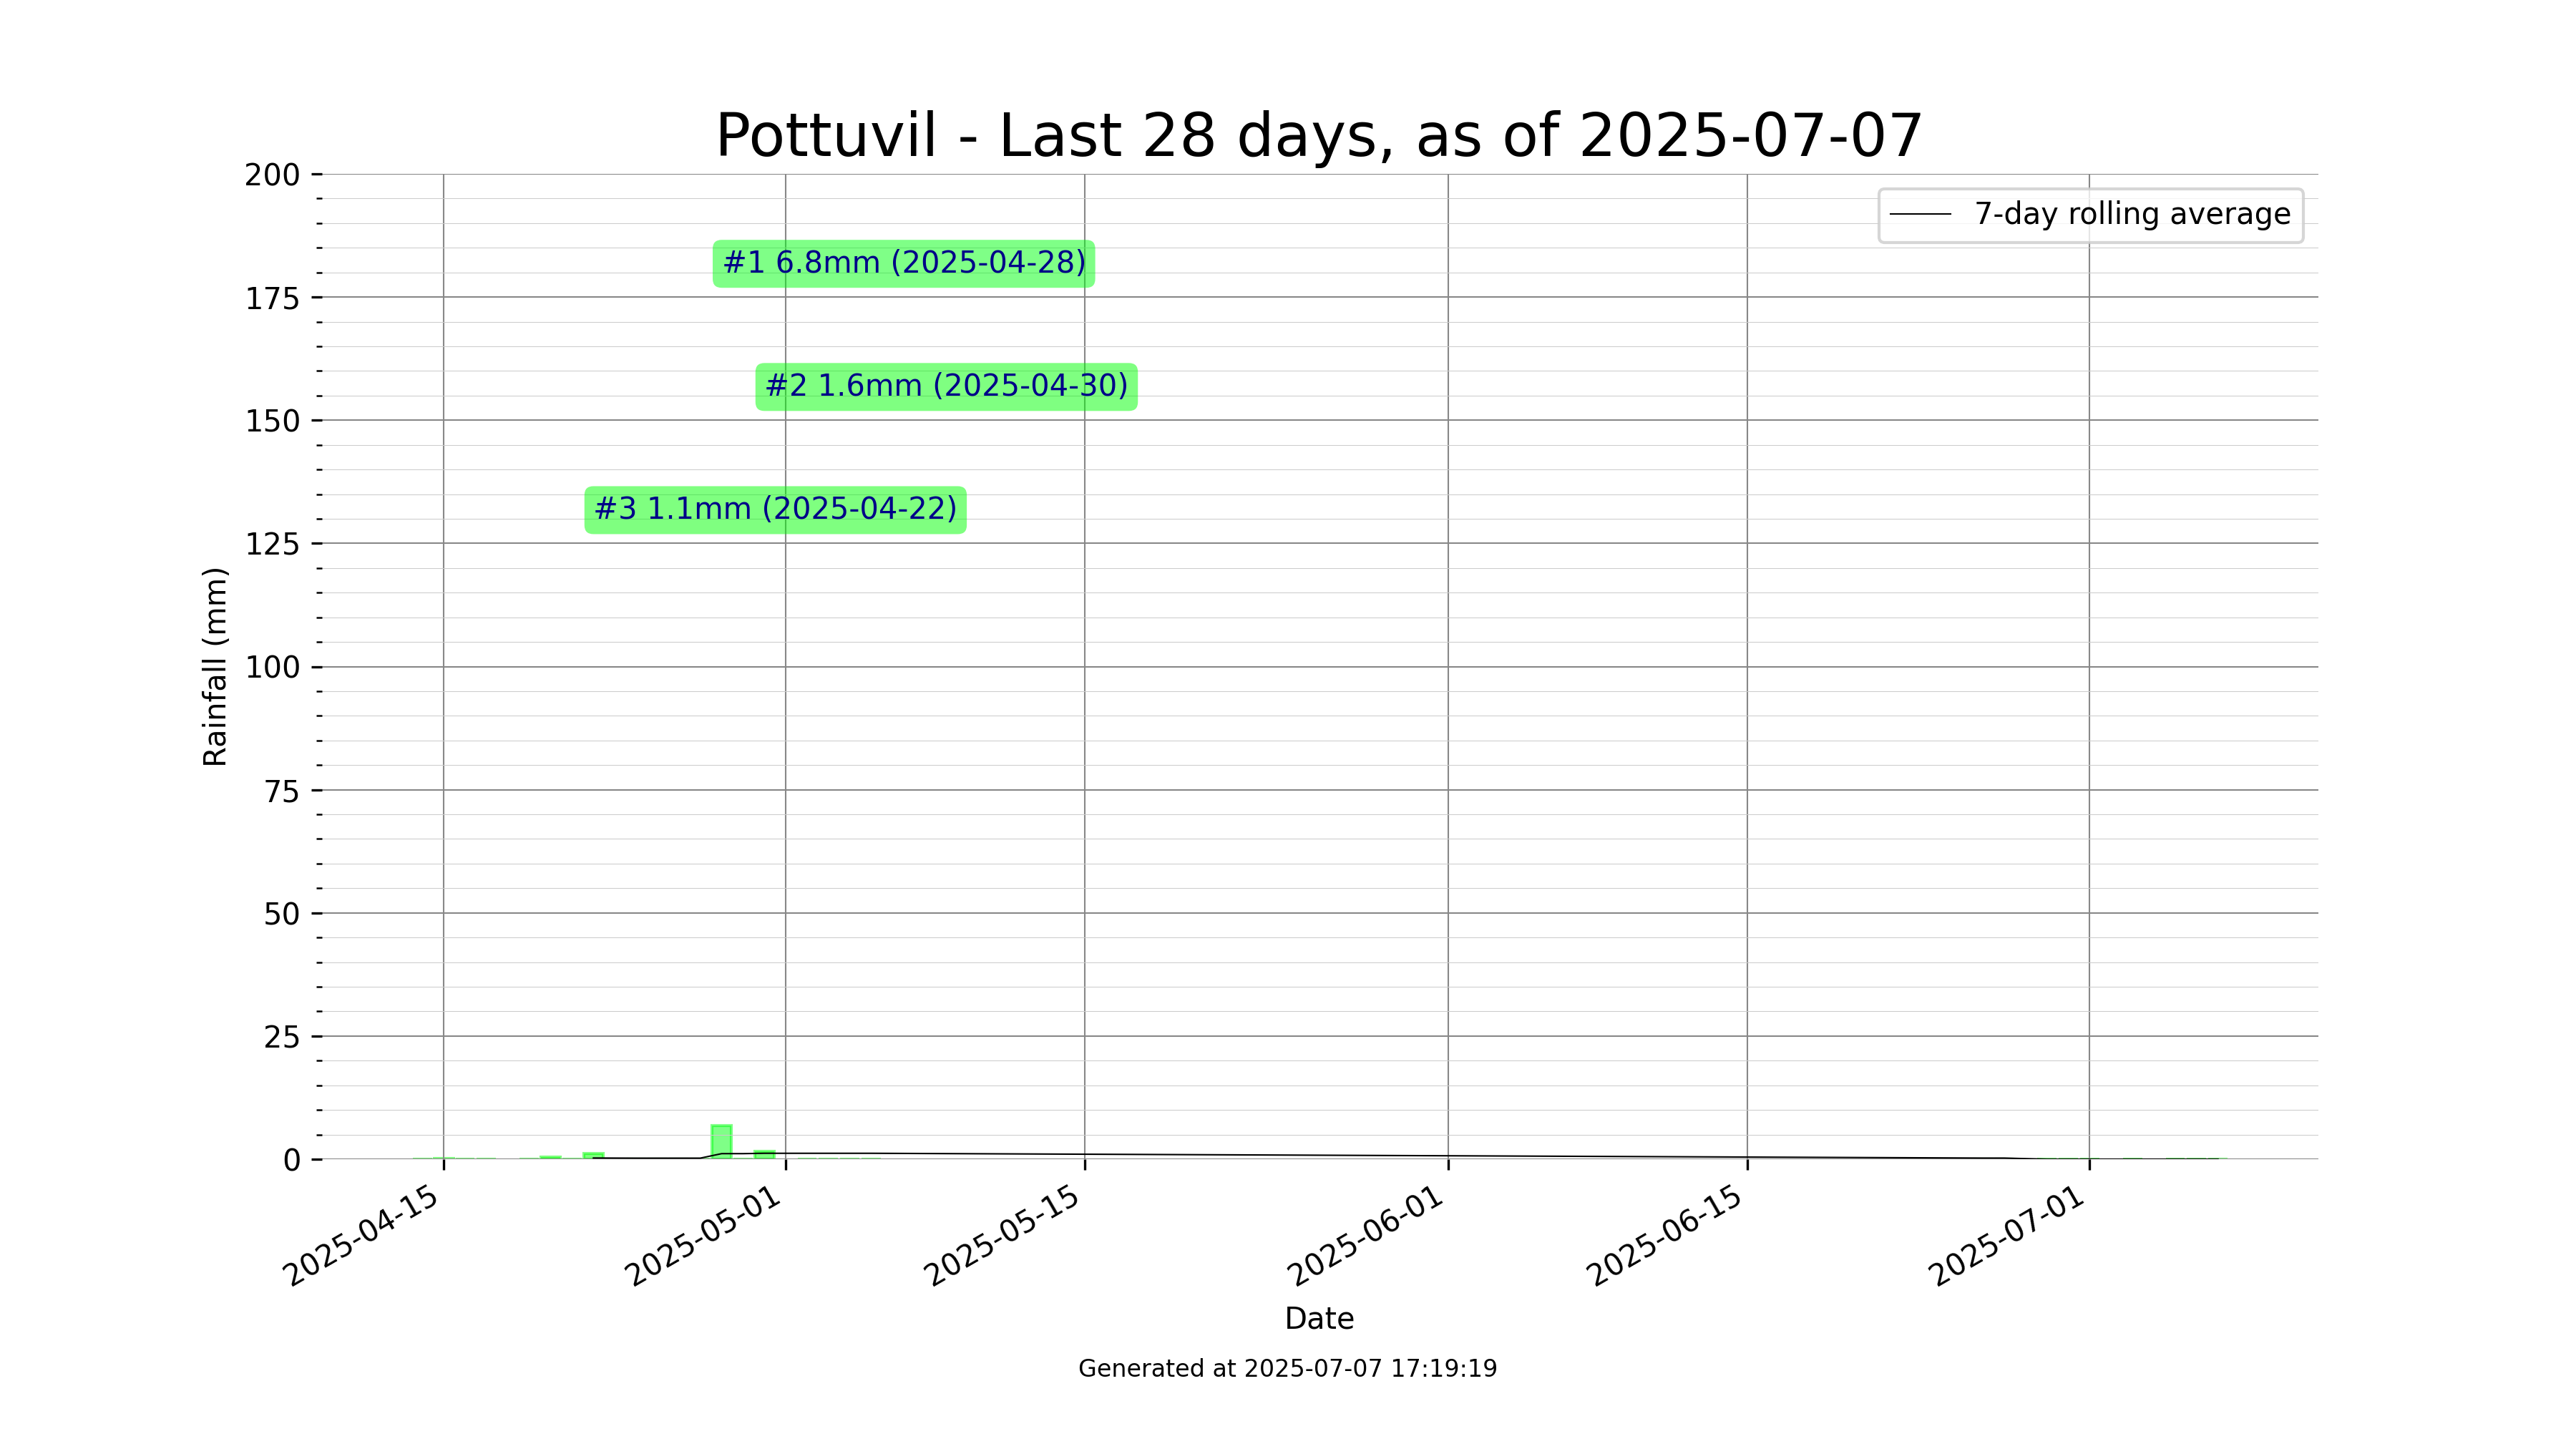 Pottuvil - Last 28 days, as of 2025-07-07
200
175
150
125
100
75
50
25
0
Rainfall (mm)
7-day rolling average
#1 6.8mm (2025-04-28)
#2 1.6mm (2025-04-30)
#3 1.1mm (2025-04-22)
2025-04-15
2025-05-01
2025-05-15
2025-06-01
2025-06-15
2025-07-01
Date
Generated at 2025-07-07 17:19:19